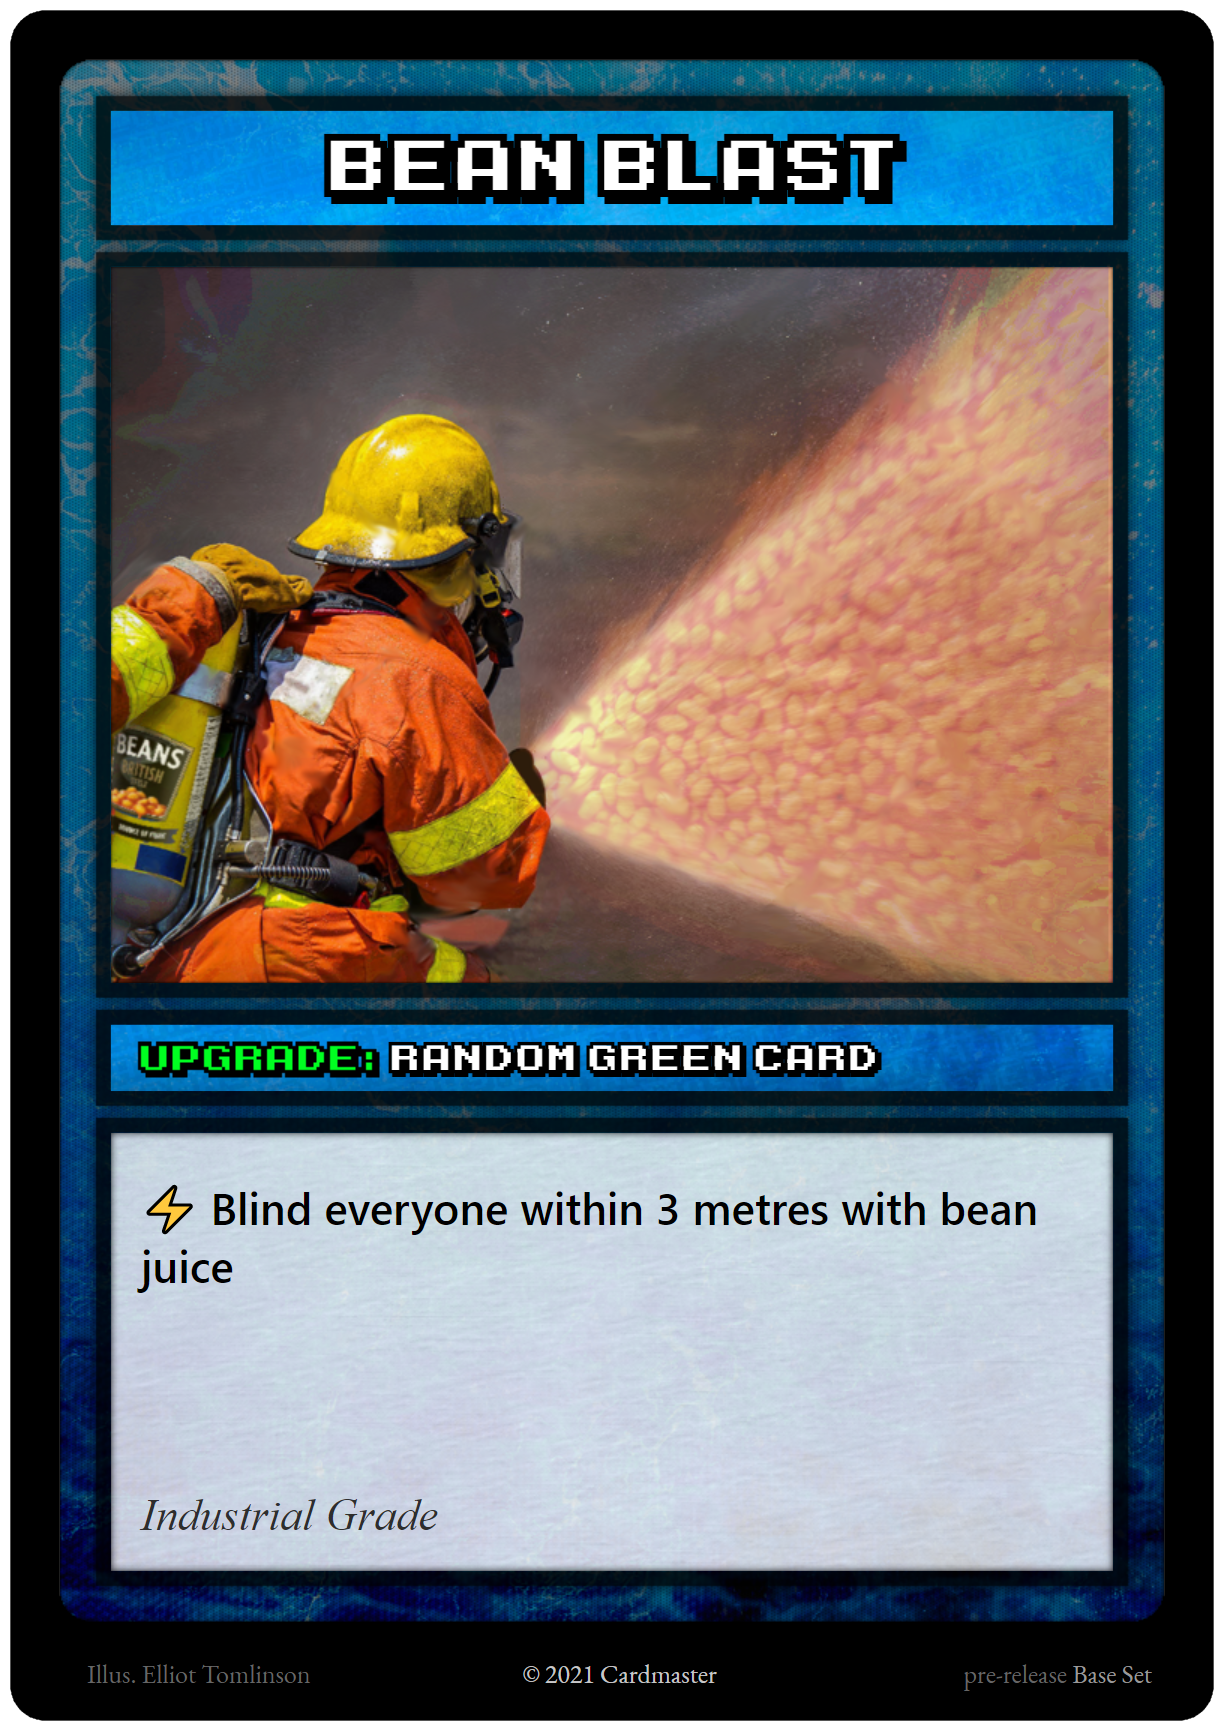 BEAN BLAST
BEANS
BRITISH
UPGRADE: RANDOM GREEN CARD
⚡ Blind everyone within 3 metres with bean
juice
Industrial Grade
Illus. Elliot Tomlinson © 2021 Cardmaster pre-release Base Set